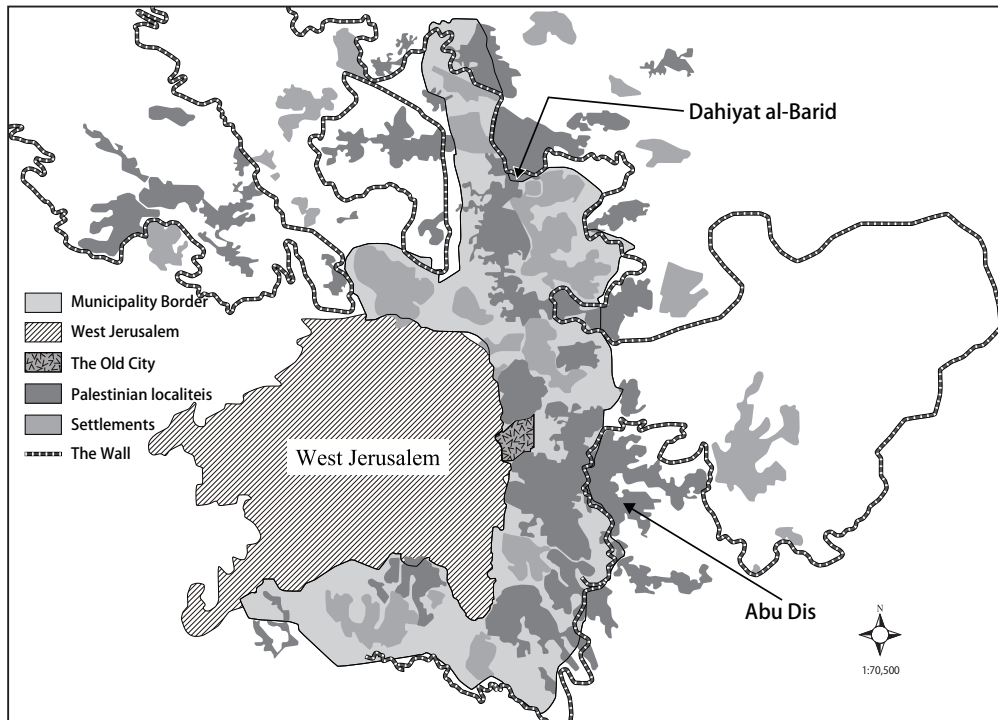 Dahiyat al-Barid
Municipality Border
West Jerusalem
The Old City
Palestinian localiteis
Settlements
The Wall
West Jerusalem
Abu Dis
N
1:70,500